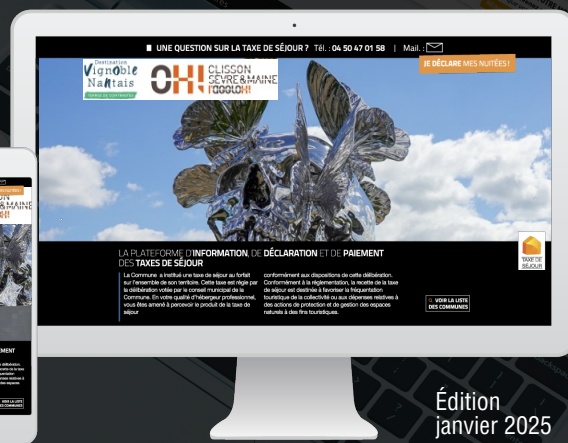 UNE QUESTION SUR LA TAXE DE SÉJOUR ? Tél. : 04 50 47 01 58 | Mail. :
JE DÉCLARE MES NUITÉES !
Destination
Vignoble
Nantais
OH!
CLISSON
SEVRE&MAINE
l'aggloH!
LA PLATEFORME D'INFORMATION, DE DÉCLARATION ET DE PAIEMENT
DES TAXES DE SÉJOUR
La Commune a institué une taxe de séjour au forfait
sur l'ensemble de son territoire. Cette taxe est régie par
la délibération votée par le conseil municipal de la
Commune. En votre qualité d'hébergeur professionnel,
vous êtes amené à percevoir le produit de la taxe de
séjour
conformément aux dispositions de cette délibération.
Conformément à la réglementation, la recette de la taxe
de séjour est destinée à favoriser la fréquentation
touristique de la collectivité ou aux dépenses relatives à
des actions de protection et de gestion des espaces
naturels à des fins touristiques.
TAXE DE
SÉJOUR
VOIR LA LISTE
DES COMMUNES
Édition
janvier 2025